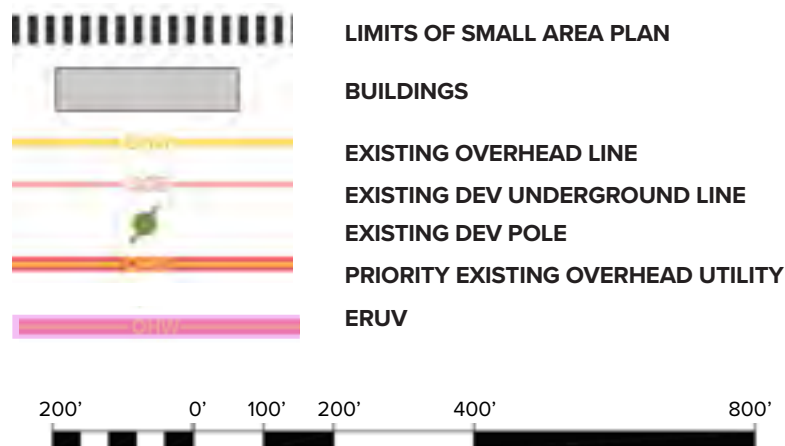 LIMITS OF SMALL AREA PLAN
BUILDINGS
EXISTING OVERHEAD LINE
EXISTING DEV UNDERGROUND LINE
EXISTING DEV POLE
PRIORITY EXISTING OVERHEAD UTILITY
OHW ERUV
200’ 0’ 100’ 200’ 400’ 800’